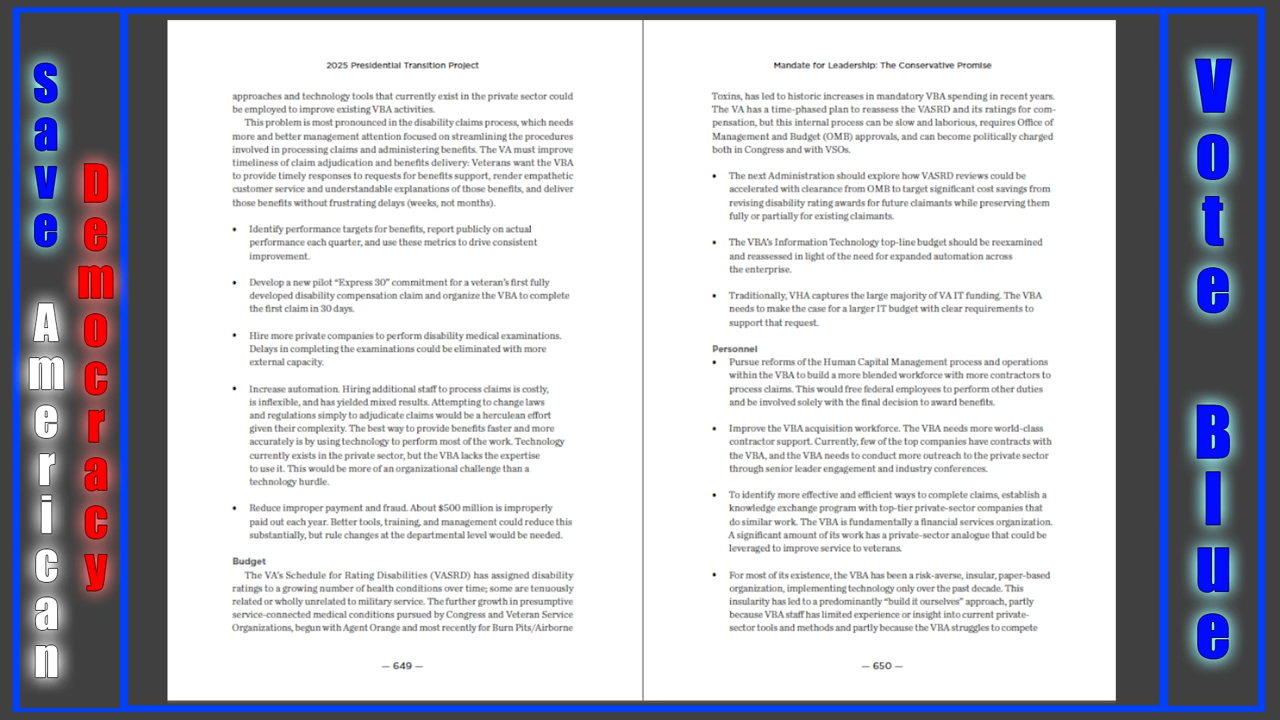 Save American
Democracy
2025 Presidential Transition Project
approaches and technology tools that currently exist in the private sector could
be employed to improve existing VBA activities.
This problem is most pronounced in the disability claims process, which needs
more and better management attention focused on streamlining the procedures
involved in processing claims and administering benefits. The VA must improve
timeliness of claim adjudication and benefits delivery: Veterans want the VBA
to provide timely responses to requests for benefits support, render empathetic
customer service and understandable explanations of those benefits, and deliver
those benefits without frustrating delays (weeks, not months).
• Identify performance targets for benefits, report publicly on actual
performance each quarter, and use these metrics to drive consistent
improvement.
• Develop a new pilot “Express 30” commitment for a veteran’s first fully
developed disability compensation claim and organize the VBA to complete
the first claim in 30 days.
• Hire more private companies to perform disability medical examinations.
Delays in completing the examinations could be eliminated with more
external capacity.
• Increase automation. Hiring additional staff to process claims is costly,
is inflexible, and has yielded mixed results. Attempting to change laws
and regulations simply to adjudicate claims would be a herculean effort
given their complexity. The best way to provide benefits faster and more
accurately is by using technology to perform most of the work. Technology
currently exists in the private sector, but the VBA lacks the expertise
to use it. This would be more of an organizational challenge than a
technology hurdle.
• Reduce improper payment and fraud. About $500 million is improperly
paid out each year. Better tools, training, and management could reduce this
substantially, but rule changes at the departmental level would be needed.
Budget
The VA’s Schedule for Rating Disabilities (VASRD) has assigned disability
ratings to a growing number of health conditions over time; some are tenuously
related or wholly unrelated to military service. The further growth in presumptive
service-connected medical conditions pursued by Congress and Veteran Service
Organizations, begun with Agent Orange and most recently for Burn Pits/Airborne
— 649 —
Mandate for Leadership: The Conservative Promise
Toxins, has led to historic increases in mandatory VBA spending in recent years.
The VA has a time-phased plan to reassess the VASRD and its ratings for com-
pensation, but this internal process can be slow and laborious, requires Office of
Management and Budget (OMB) approvals, and can become politically charged
both in Congress and with VSOs.
• The next Administration should explore how VASRD reviews could be
accelerated with clearance from OMB to target significant cost savings from
revising disability rating awards for future claimants while preserving them
fully or partially for existing claimants.
• The VBA’s Information Technology top-line budget should be reexamined
and reassessed in light of the need for expanded automation across
the enterprise.
• Traditionally, VHA captures the large majority of VA IT funding. The VBA
needs to make the case for a larger IT budget with clear requirements to
support that request.
Personnel
• Pursue reforms of the Human Capital Management process and operations
within the VBA to build a more blended workforce with more contractors to
process claims. This would free federal employees to perform other duties
and be involved solely with the final decision to award benefits.
• Improve the VBA acquisition workforce. The VBA needs more world-class
contractor support. Currently, few of the top companies have contracts with
the VBA, and the VBA needs to conduct more outreach to the private sector
through senior leader engagement and industry conferences.
• To identify more effective and efficient ways to complete claims, establish a
knowledge exchange program with top-tier private-sector companies that
do similar work. The VBA is fundamentally a financial services organization.
A significant amount of its work has a private-sector analogue that could be
leveraged to improve service to veterans.
• For most of its existence, the VBA has been a risk-averse, insular, paper-based
organization, implementing technology only over the past decade. This
insularity has led to a predominantly “build it ourselves” approach, partly
because VBA staff has limited experience or insight into current private-
sector tools and methods and partly because the VBA struggles to compete
— 650 —
Vote Blue